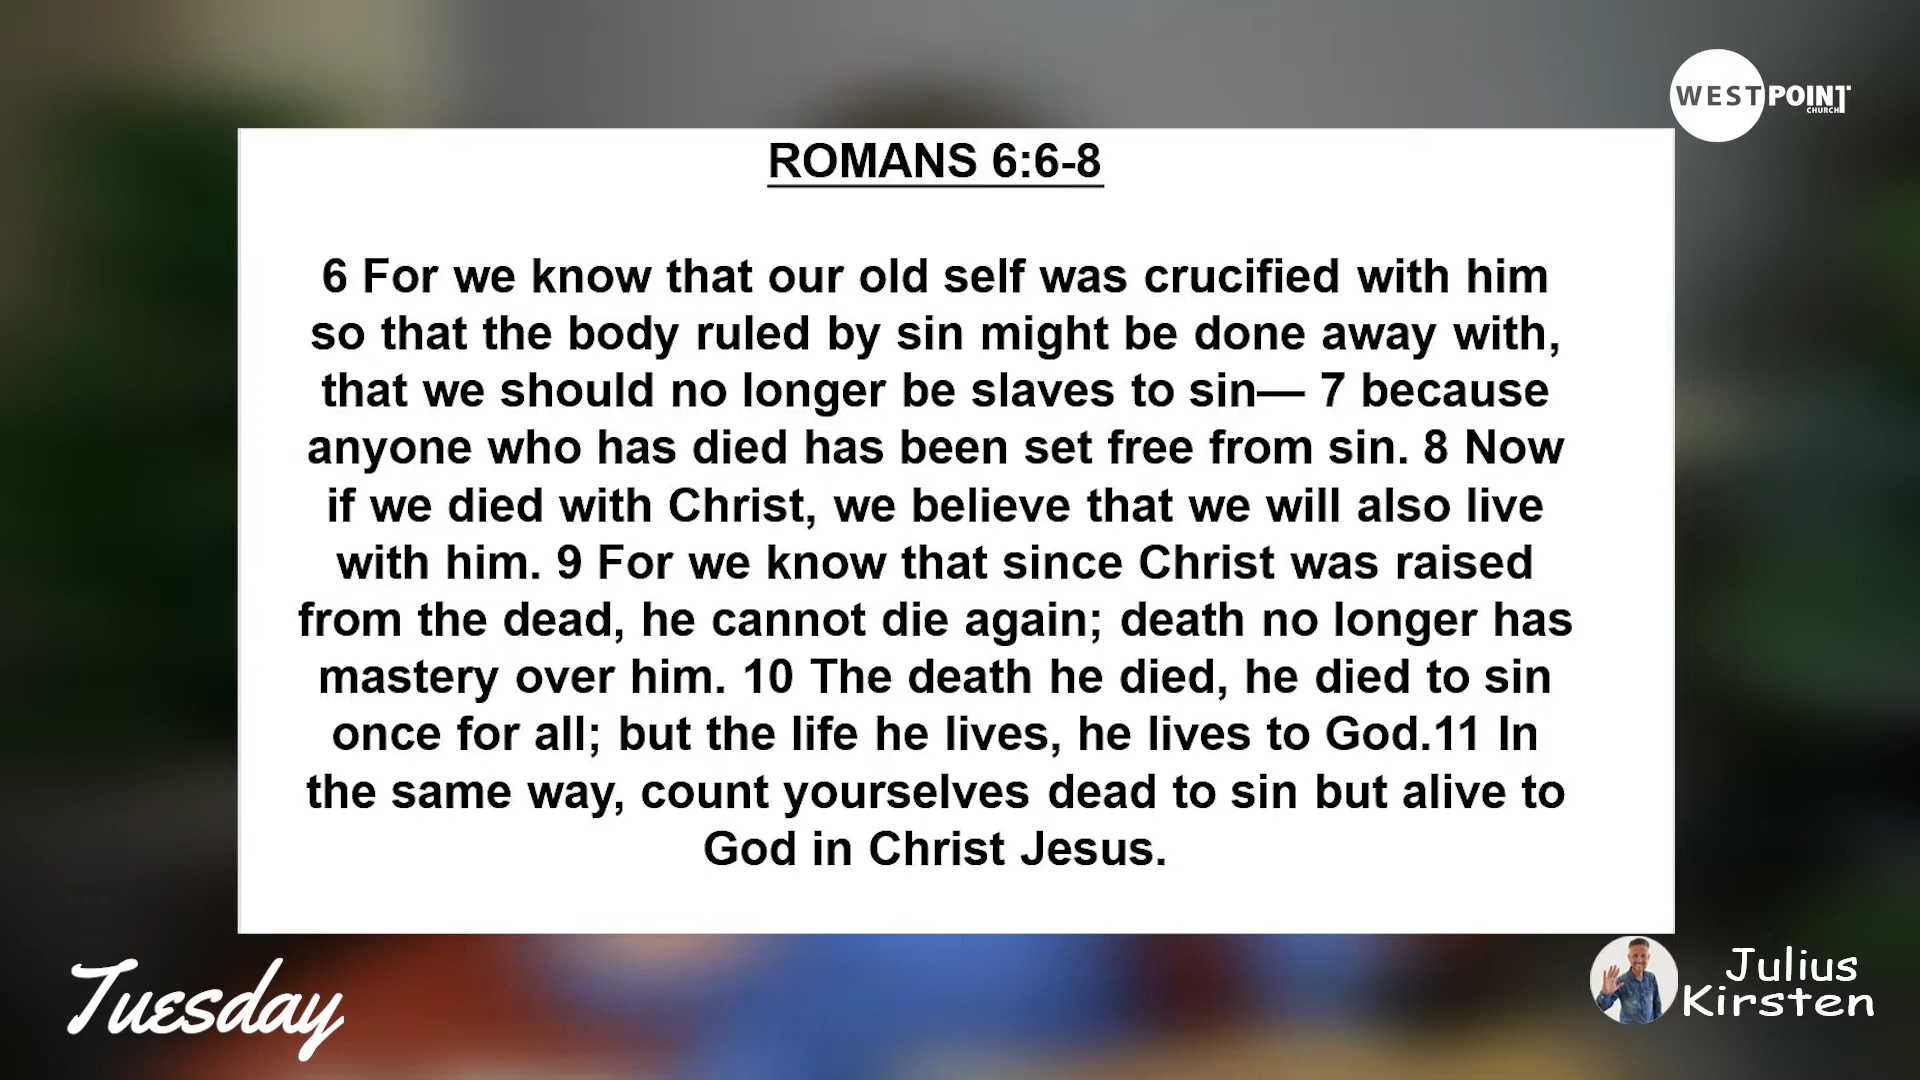 WESTPOINT
CHURCH
ROMANS 6:6-8
6 For we know that our old self was crucified with him
so that the body ruled by sin might be done away with,
that we should no longer be slaves to sin— 7 because
anyone who has died has been set free from sin. 8 Now
if we died with Christ, we believe that we will also live
with him. 9 For we know that since Christ was raised
from the dead, he cannot die again; death no longer has
mastery over him. 10 The death he died, he died to sin
once for all; but the life he lives, he lives to God.11 In
the same way, count yourselves dead to sin but alive to
God in Christ Jesus.
Tuesday
Julius
Kirsten